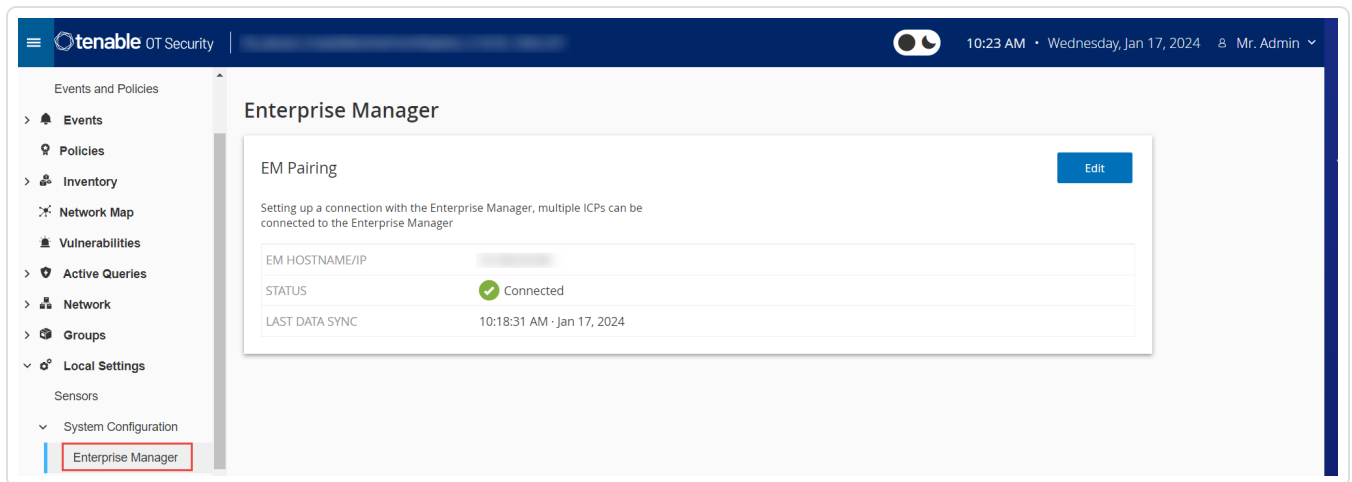 tenable OT Security
10:23 AM • Wednesday, Jan 17, 2024 Mr. Admin
Events and Policies
Events
Policies
Inventory
Network Map
Vulnerabilities
Active Queries
Network
Groups
Local Settings
Sensors
System Configuration
Enterprise Manager
Enterprise Manager
EM Pairing
Edit
Setting up a connection with the Enterprise Manager, multiple ICPs can be
connected to the Enterprise Manager
EM HOSTNAME/IP
STATUS Connected
LAST DATA SYNC 10:18:31 AM · Jan 17, 2024